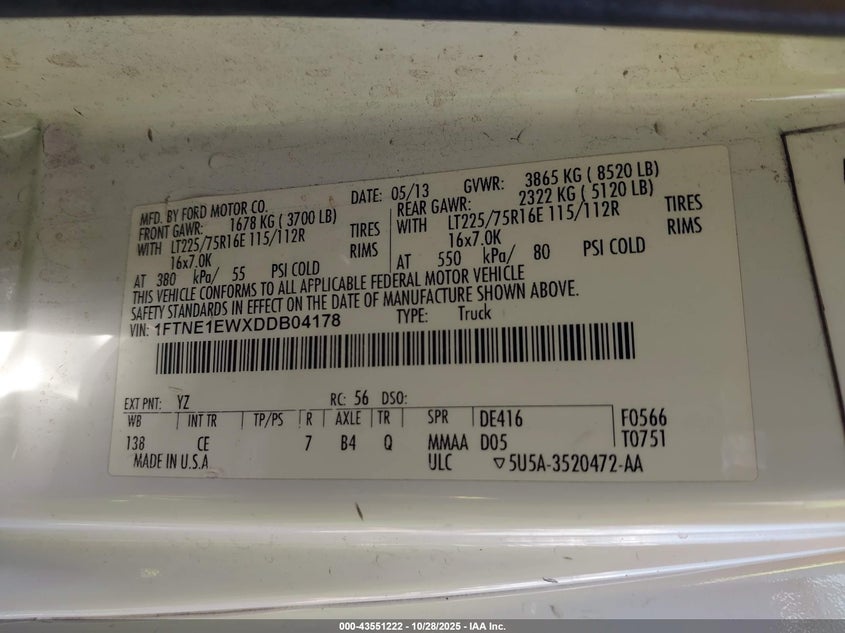 MFD. BY FORD MOTOR CO.
DATE: 05/13 GVWR: 3865 KG ( 8520 LB)
FRONT GAWR: 1678 KG ( 3700 LB)
REAR GAWR: 2322 KG ( 5120 LB)
WITH LT225/75R16E 115/112R TIRES
WITH LT225/75R16E 115/112R TIRES
16x7.0K RIMS
16x7.0K RIMS
AT 380 kPa/ 55 PSI COLD
AT 550 kPa/ 80 PSI COLD
THIS VEHICLE CONFORMS TO ALL APPLICABLE FEDERAL MOTOR VEHICLE
SAFETY STANDARDS IN EFFECT ON THE DATE OF MANUFACTURE SHOWN ABOVE.
VIN: 1FTNE1EWXDDB04178 TYPE: Truck
EXT PNT: YZ RC: 56 DSO:
WB INT TR TP/PS R AXLE TR SPR DE416 F0566
138 CE 7 B4 Q MMAA D05 T0751
MADE IN U.S.A ULC ▽5U5A-3520472-AA
000-43551222 | 10/28/2025 - IAA Inc.